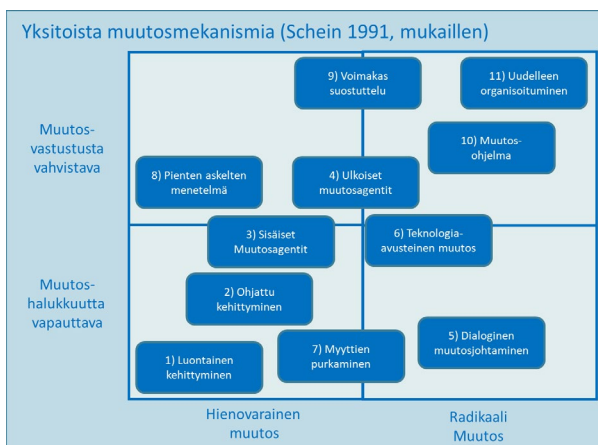 Yksitoista muutosmekanismia (Schein 1991, mukaillen)
9) Voimakas
suostuttelu
11) Uudelleen
organisoituminen
Muutos-
vastustusta
vahvistava
10) Muutos-
ohjelma
8) Pienten askelten
menetelmä
4) Ulkoiset
muutosagentit
3) Sisäiset
Muutosagentit
6) Teknologia-
avusteinen muutos
Muutos-
halukkuutta
vapauttava
2) Ohjattu
kehittyminen
5) Dialoginen
muutosjohtaminen
1) Luontainen
kehittyminen
7) Myyttien
purkaminen
Hienovarainen
muutos
Radikaali
Muutos